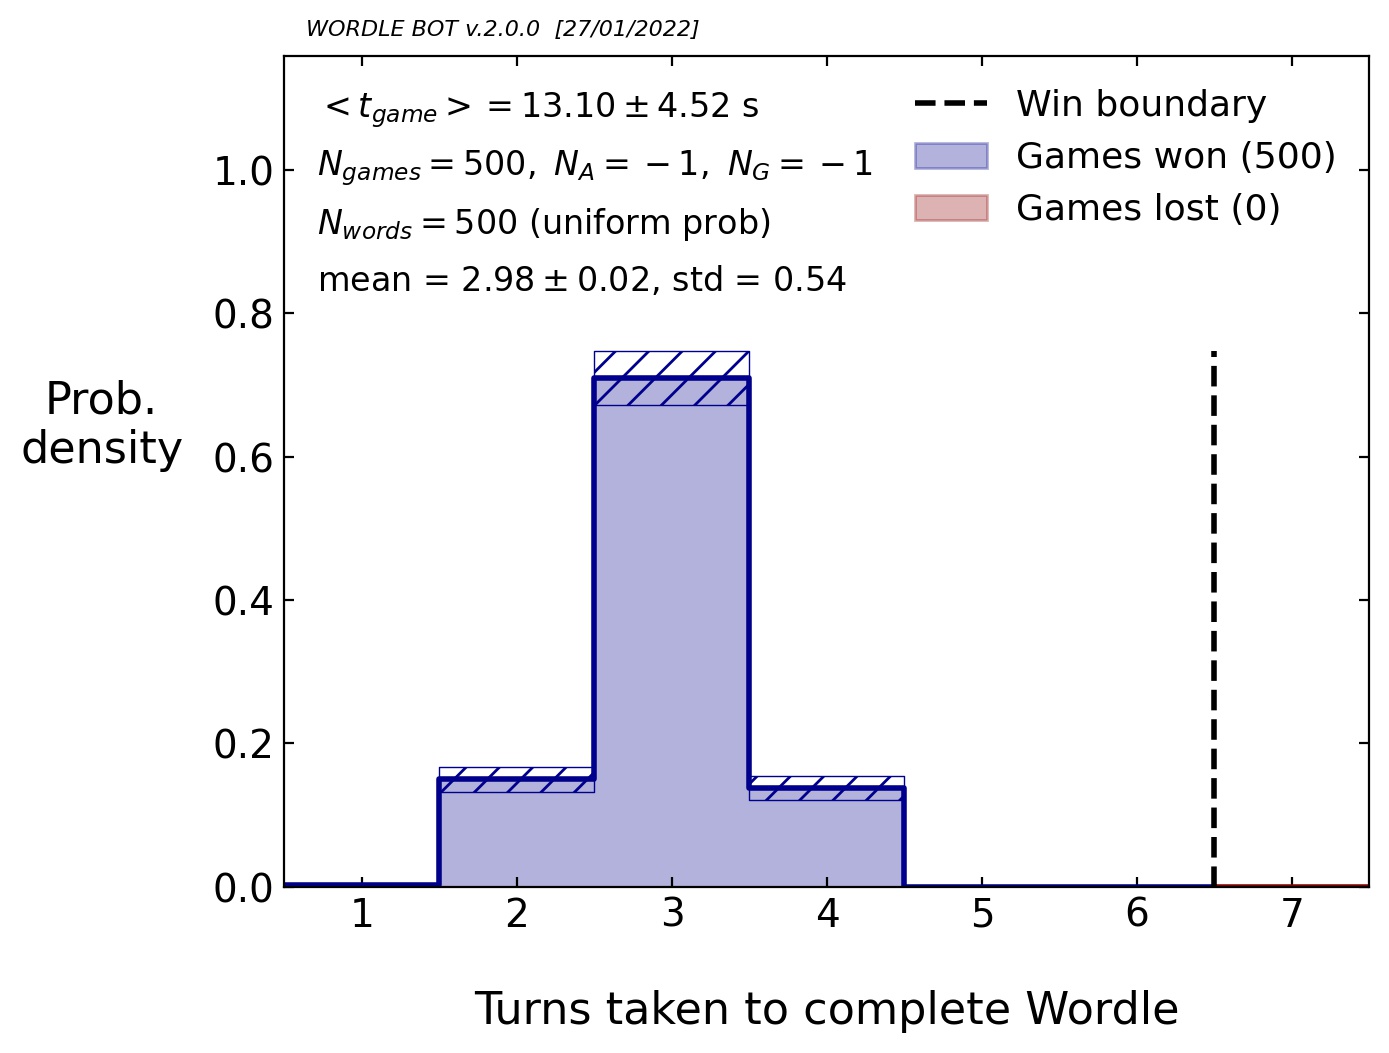 WORDLE BOT v.2.0.0 [27/01/2022]
< t_game > = 13.10 ± 4.52 s
N_games = 500, N_A = −1, N_G = −1
N_words = 500 (uniform prob)
mean = 2.98 ± 0.02, std = 0.54
Win boundary
Games won (500)
Games lost (0)
1.0
0.8
0.6
0.4
0.2
0.0
Prob.
density
1 2 3 4 5 6 7
Turns taken to complete Wordle